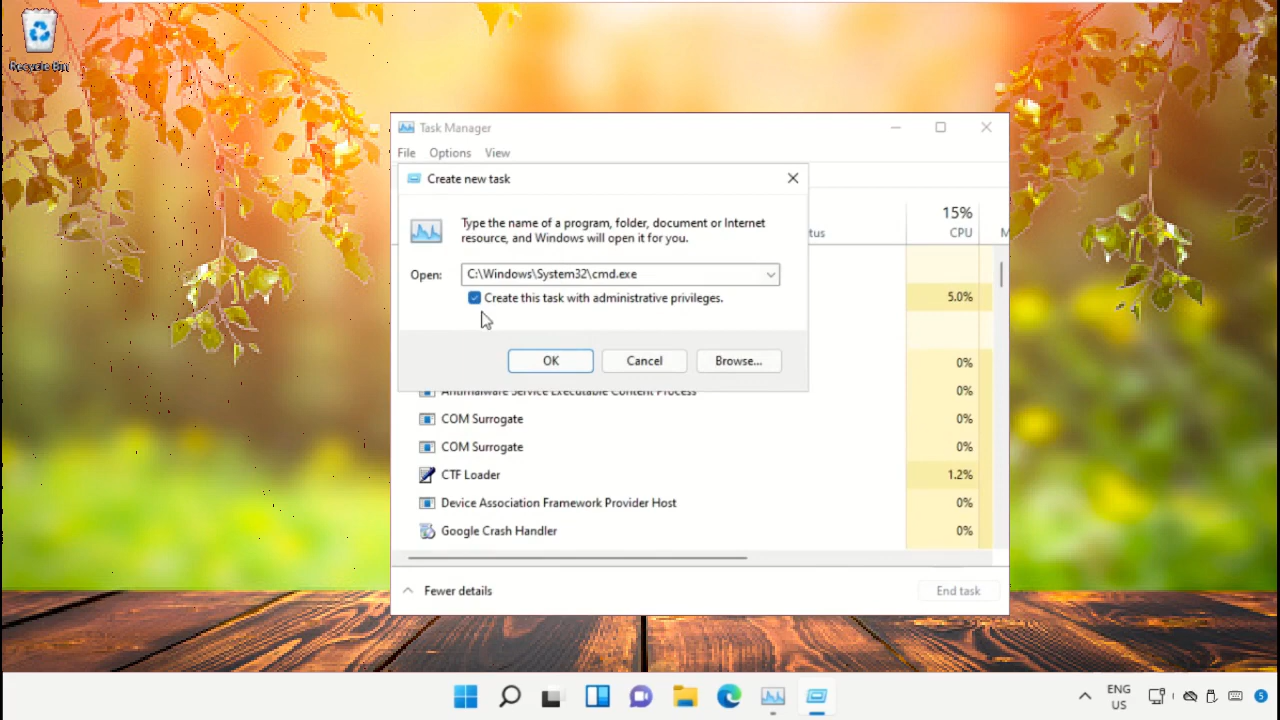 Recycle Bin
Task Manager
File Options View
Create new task
Type the name of a program, folder, document or Internet
resource, and Windows will open it for you.
Open: C:\Windows\System32\cmd.exe
Create this task with administrative privileges.
OK Cancel Browse...
tus
15%
CPU
M
5.0%
0%
Antimalware Service Executable Content Process 0%
COM Surrogate 0%
COM Surrogate 0%
CTF Loader 1.2%
Device Association Framework Provider Host 0%
Google Crash Handler 0%
Fewer details End task
ENG
US
5